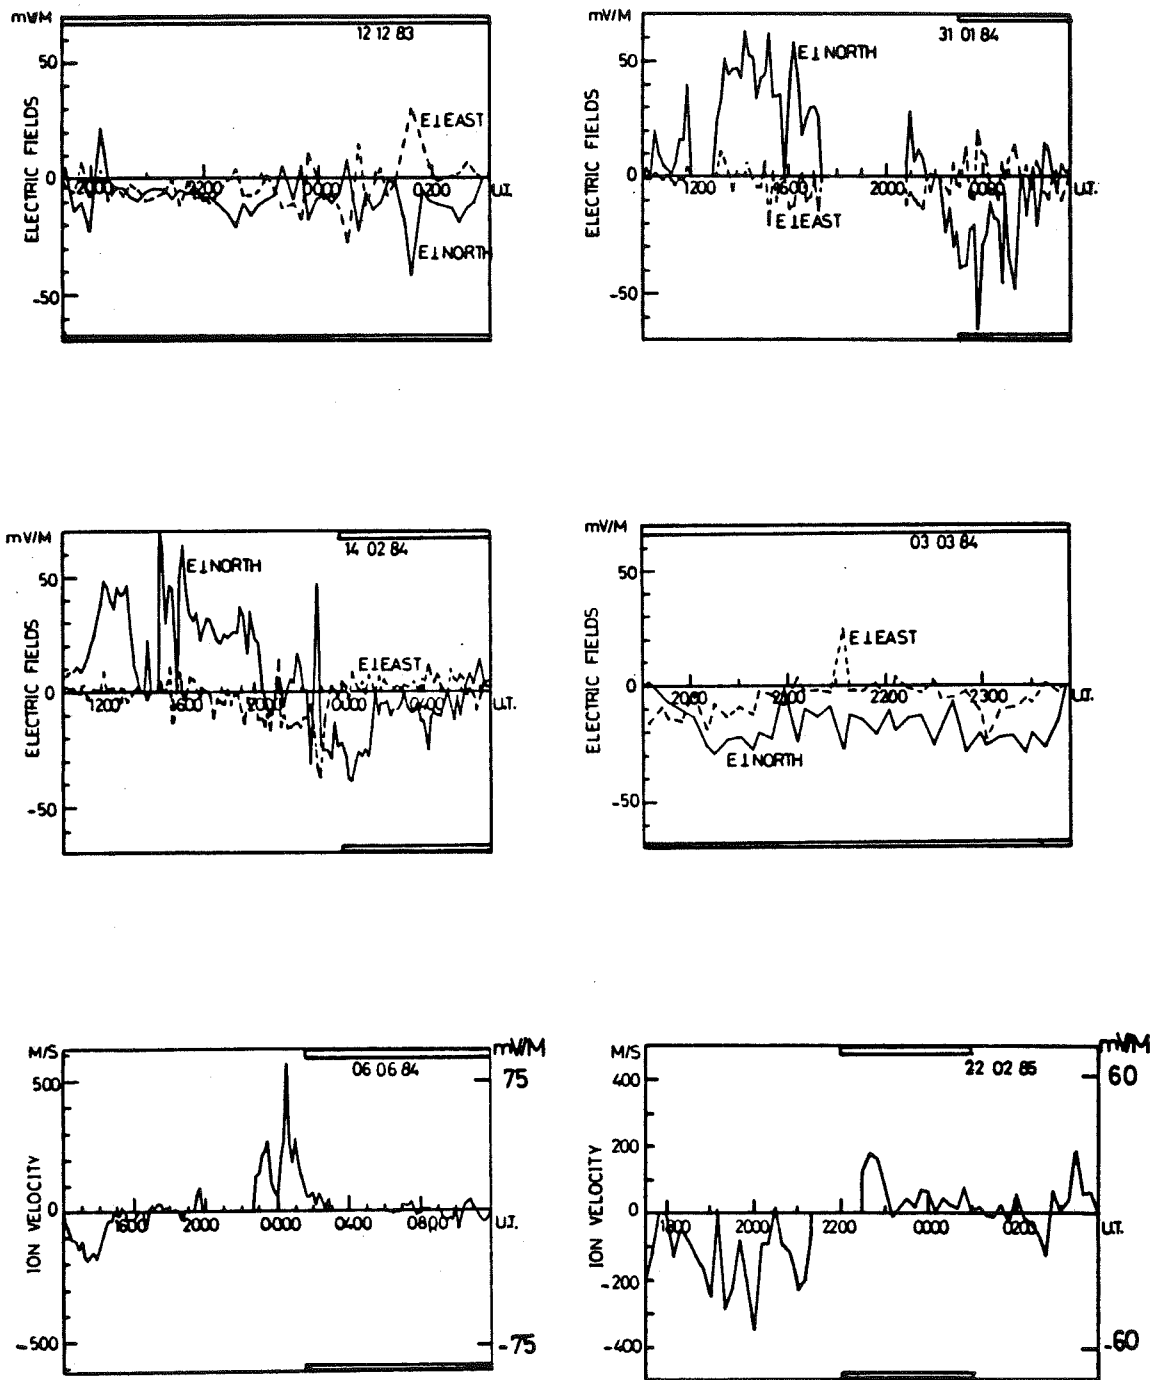 mV/M
12 12 83
50
E⊥EAST
ELECTRIC FIELDS
0
2000
2200
0000
0200
U.T.
E⊥NORTH
-50
mV/M
31 01 84
50
E⊥NORTH
ELECTRIC FIELDS
0
1200
1600
2000
0000
U.T.
E⊥EAST
-50
mV/M
14 02 84
50
E⊥NORTH
E⊥EAST
ELECTRIC FIELDS
0
1200
1600
2000
0000
0400
U.T.
-50
mV/M
03 03 84
50
E⊥EAST
ELECTRIC FIELDS
0
2000
2100
2200
2300
U.T.
E⊥NORTH
-50
M/S
mV/M
06 06 84
500
75
ION VELOCITY
0
1600
2000
0000
0400
0800
U.T.
-500
-75
M/S
mV/M
22 02 85
400
60
200
ION VELOCITY
0
1800
2000
2200
0000
0200
U.T.
-200
-400
-60